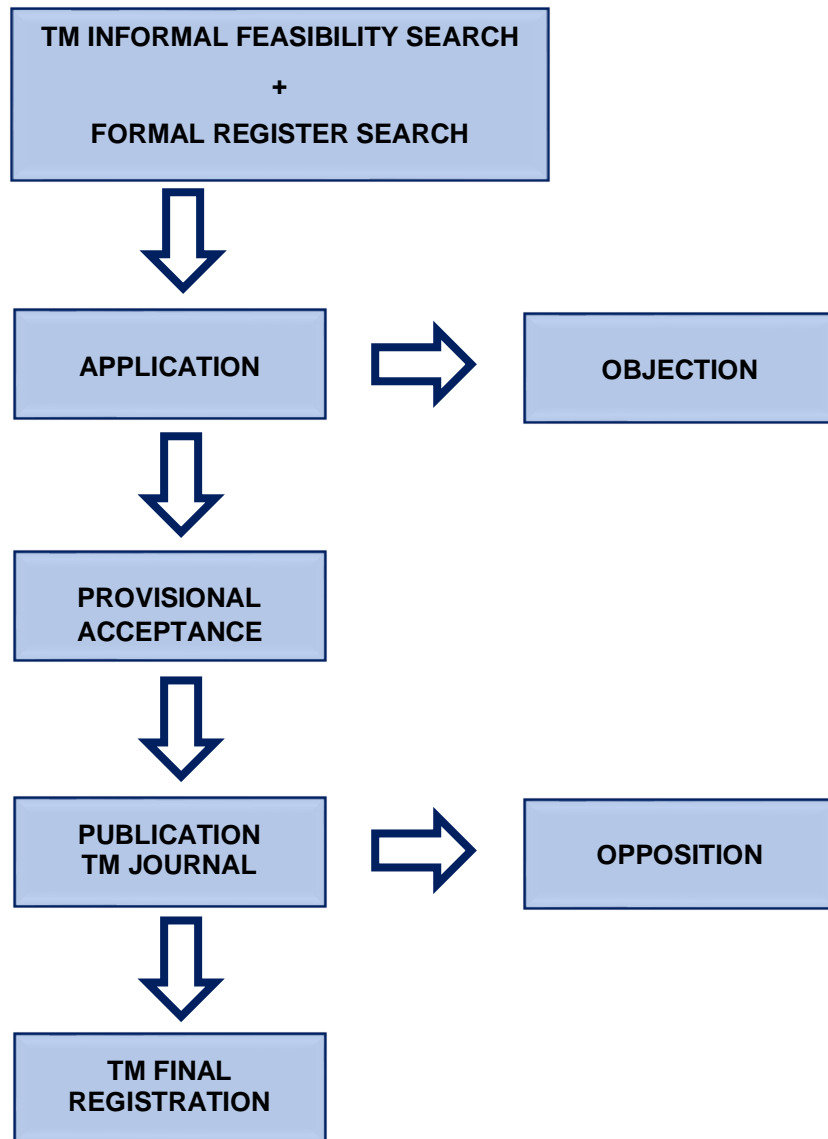 TM INFORMAL FEASIBILITY SEARCH
+
FORMAL REGISTER SEARCH
APPLICATION
OBJECTION
PROVISIONAL
ACCEPTANCE
PUBLICATION
TM JOURNAL
OPPOSITION
TM FINAL
REGISTRATION